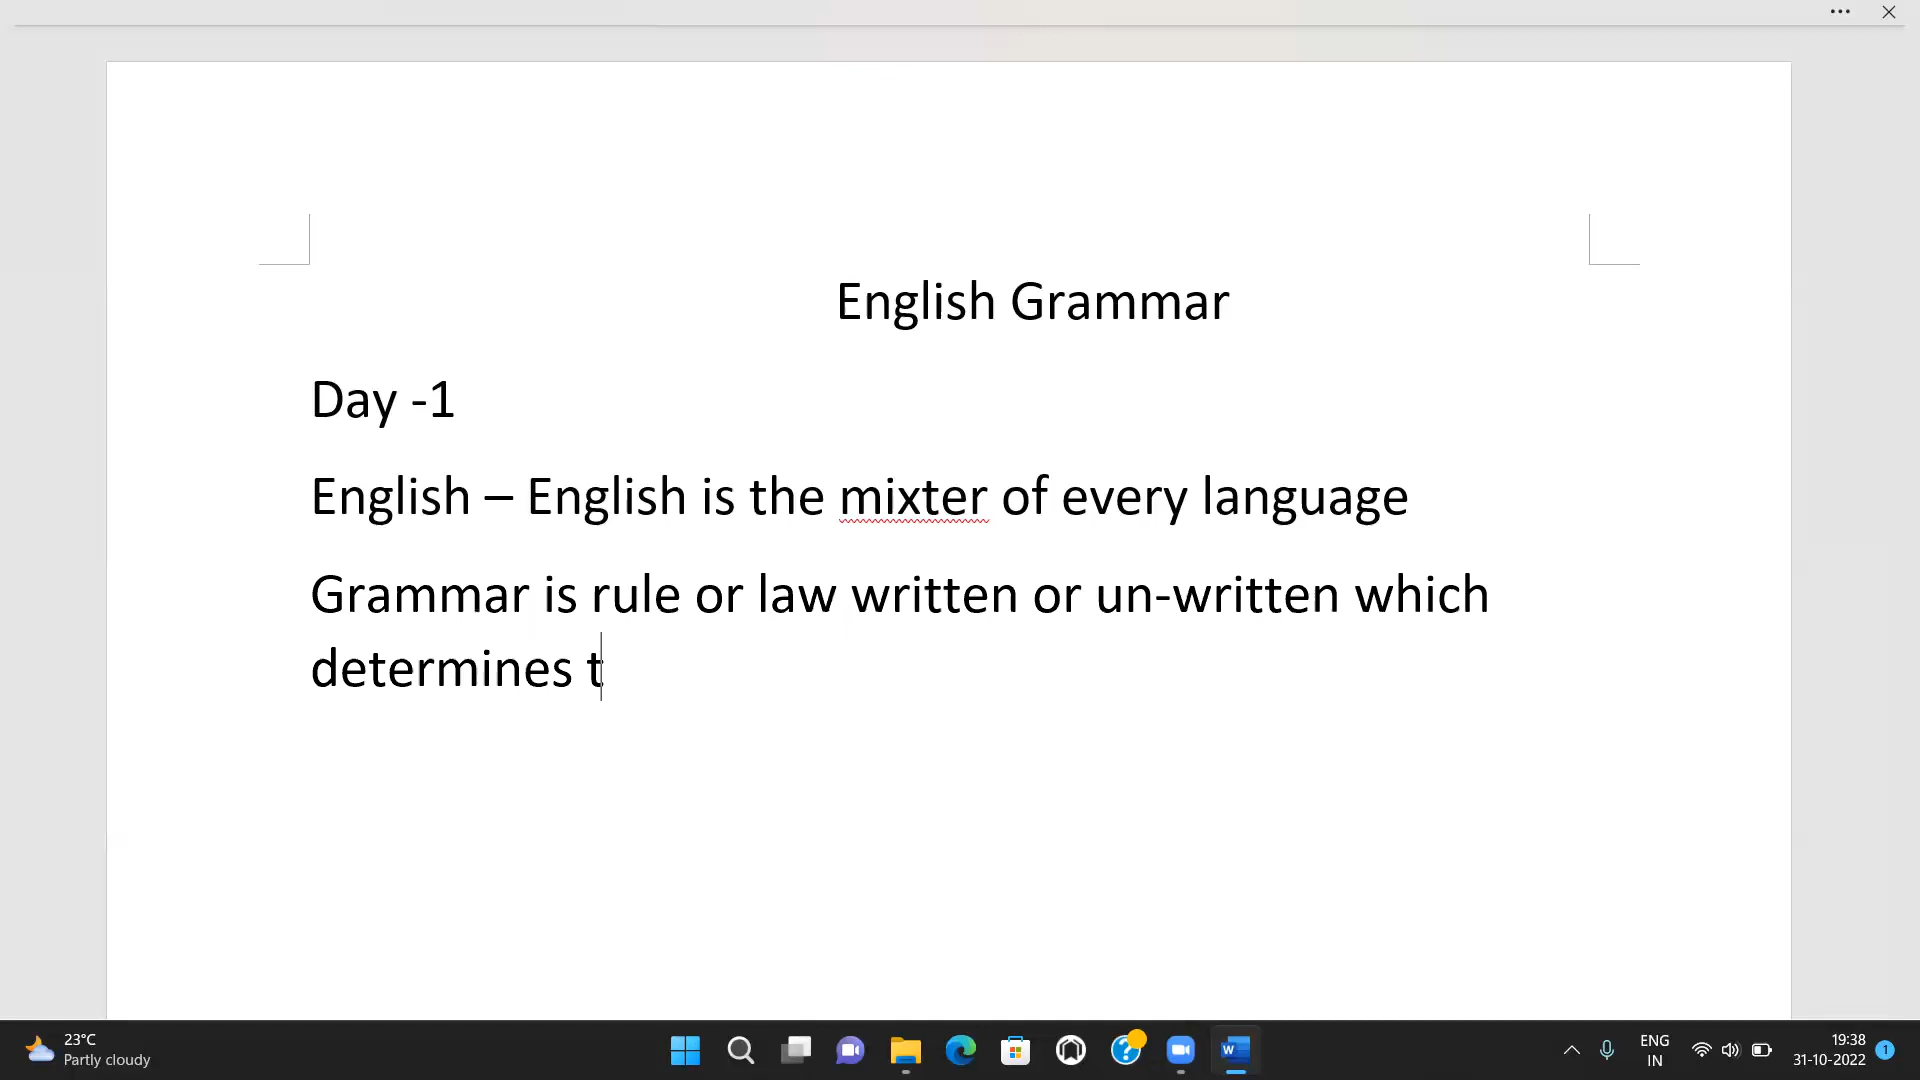 English Grammar
Day -1
English – English is the mixter of every language
Grammar is rule or law written or un-written which
determines t
23°C
Partly cloudy
ENG
IN
19:38
31-10-2022
1